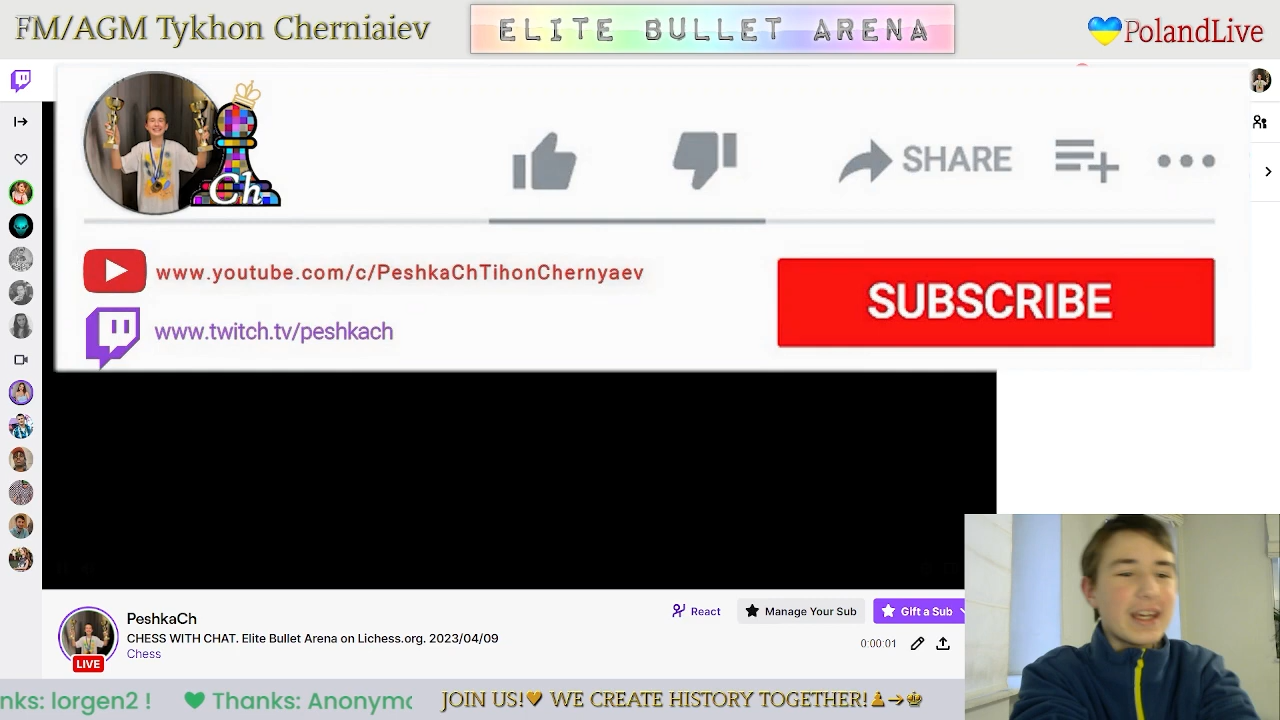 FM/AGM Tykhon Cherniaiev
ELITE BULLET ARENA
PolandLive
Ch
SHARE
www.youtube.com/c/PeshkaChTihonChernyaev
SUBSCRIBE
www.twitch.tv/peshkach
PeshkaCh
React
Manage Your Sub
Gift a Sub
CHESS WITH CHAT. Elite Bullet Arena on Lichess.org. 2023/04/09
0:00:01
Chess
LIVE
nks: lorgen2 !
Thanks: Anonymo
JOIN US! WE CREATE HISTORY TOGETHER!